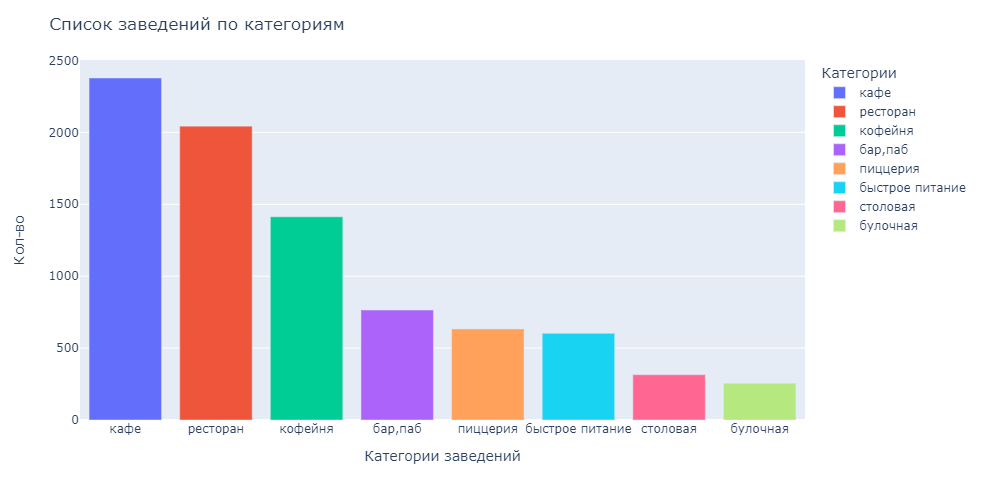 Список заведений по категориям
Кол-во
2500
2000
1500
1000
500
0
кафе
ресторан
кофейня
бар,паб
пиццерия
быстрое питание
столовая
булочная
Категории заведений
Категории
кафе
ресторан
кофейня
бар,паб
пиццерия
быстрое питание
столовая
булочная